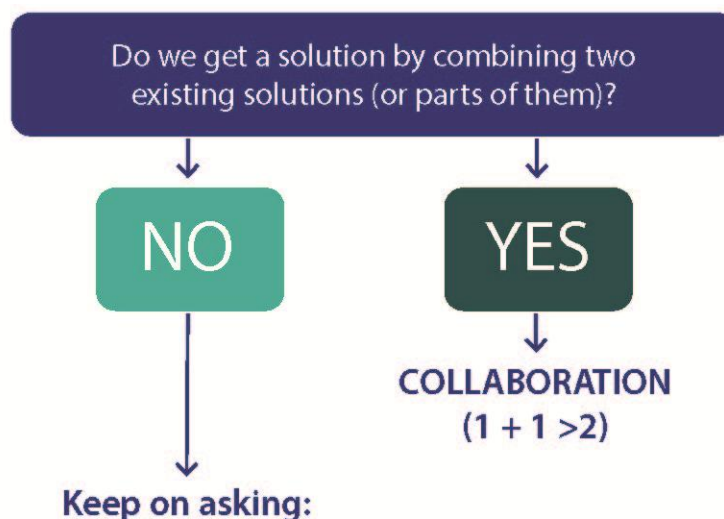 Do we get a solution by combining two
existing solutions (or parts of them)?
NO
YES
COLLABORATION
(1 + 1 >2)
Keep on asking: